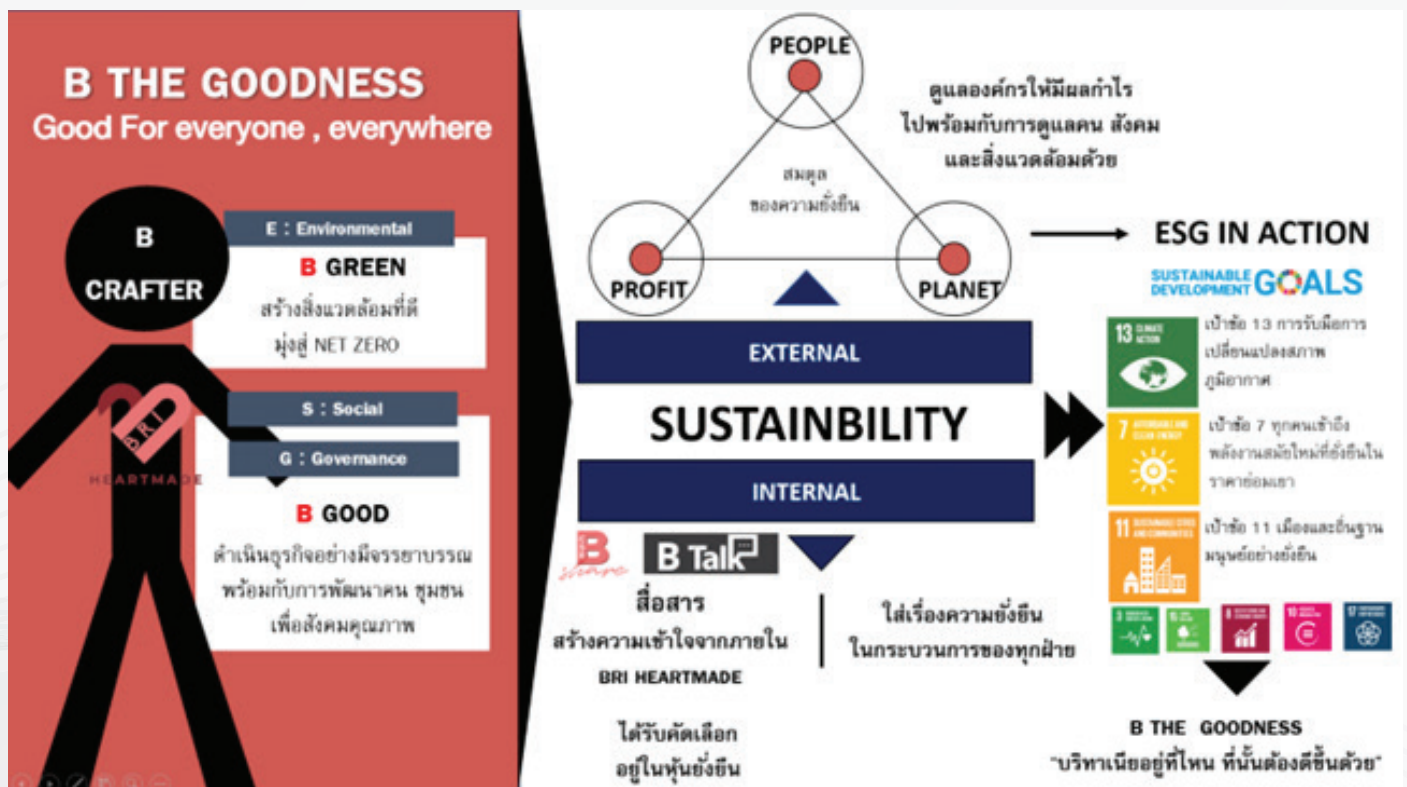 B THE GOODNESS
Good For everyone , everywhere
B
CRAFTER
E : Environmental
B GREEN
สร้างสิ่งแวดล้อมที่ดี
มุ่งสู่ NET ZERO
BRI
HEARTMADE
S : Social
G : Governance
B GOOD
ดำเนินธุรกิจอย่างมีจรรยาบรรณ
พร้อมกับการพัฒนาคน ชุมชน
เพื่อสังคมคุณภาพ
PEOPLE
สมดุล
ของความยั่งยืน
PROFIT
PLANET
ดูแลองค์กรให้มีผลกำไร
ไปพร้อมกับการดูแลคน สังคม
และสิ่งแวดล้อมด้วย
EXTERNAL
SUSTAINBILITY
INTERNAL
B
share
B Talk
สื่อสาร
สร้างความเข้าใจจากภายใน
BRI HEARTMADE
ได้รับคัดเลือก
อยู่ในหุ้นยั่งยืน
ใส่เรื่องความยั่งยืน
ในกระบวนการของทุกฝ่าย
ESG IN ACTION
SUSTAINABLE
DEVELOPMENT GOALS
13 CLIMATE
ACTION
เป้าข้อ 13 การรับมือการ
เปลี่ยนแปลงสภาพ
ภูมิอากาศ
7 AFFORDABLE AND
CLEAN ENERGY
เป้าข้อ 7 ทุกคนเข้าถึง
พลังงานสมัยใหม่ที่ยั่งยืนใน
ราคาย่อมเยา
11 SUSTAINABLE CITIES
AND COMMUNITIES
เป้าข้อ 11 เมืองและถิ่นฐาน
มนุษย์อย่างยั่งยืน
3
15
8
10
17
B THE GOODNESS
"บริทาเนียอยู่ที่ไหน ที่นั้นต้องดีขึ้นด้วย"